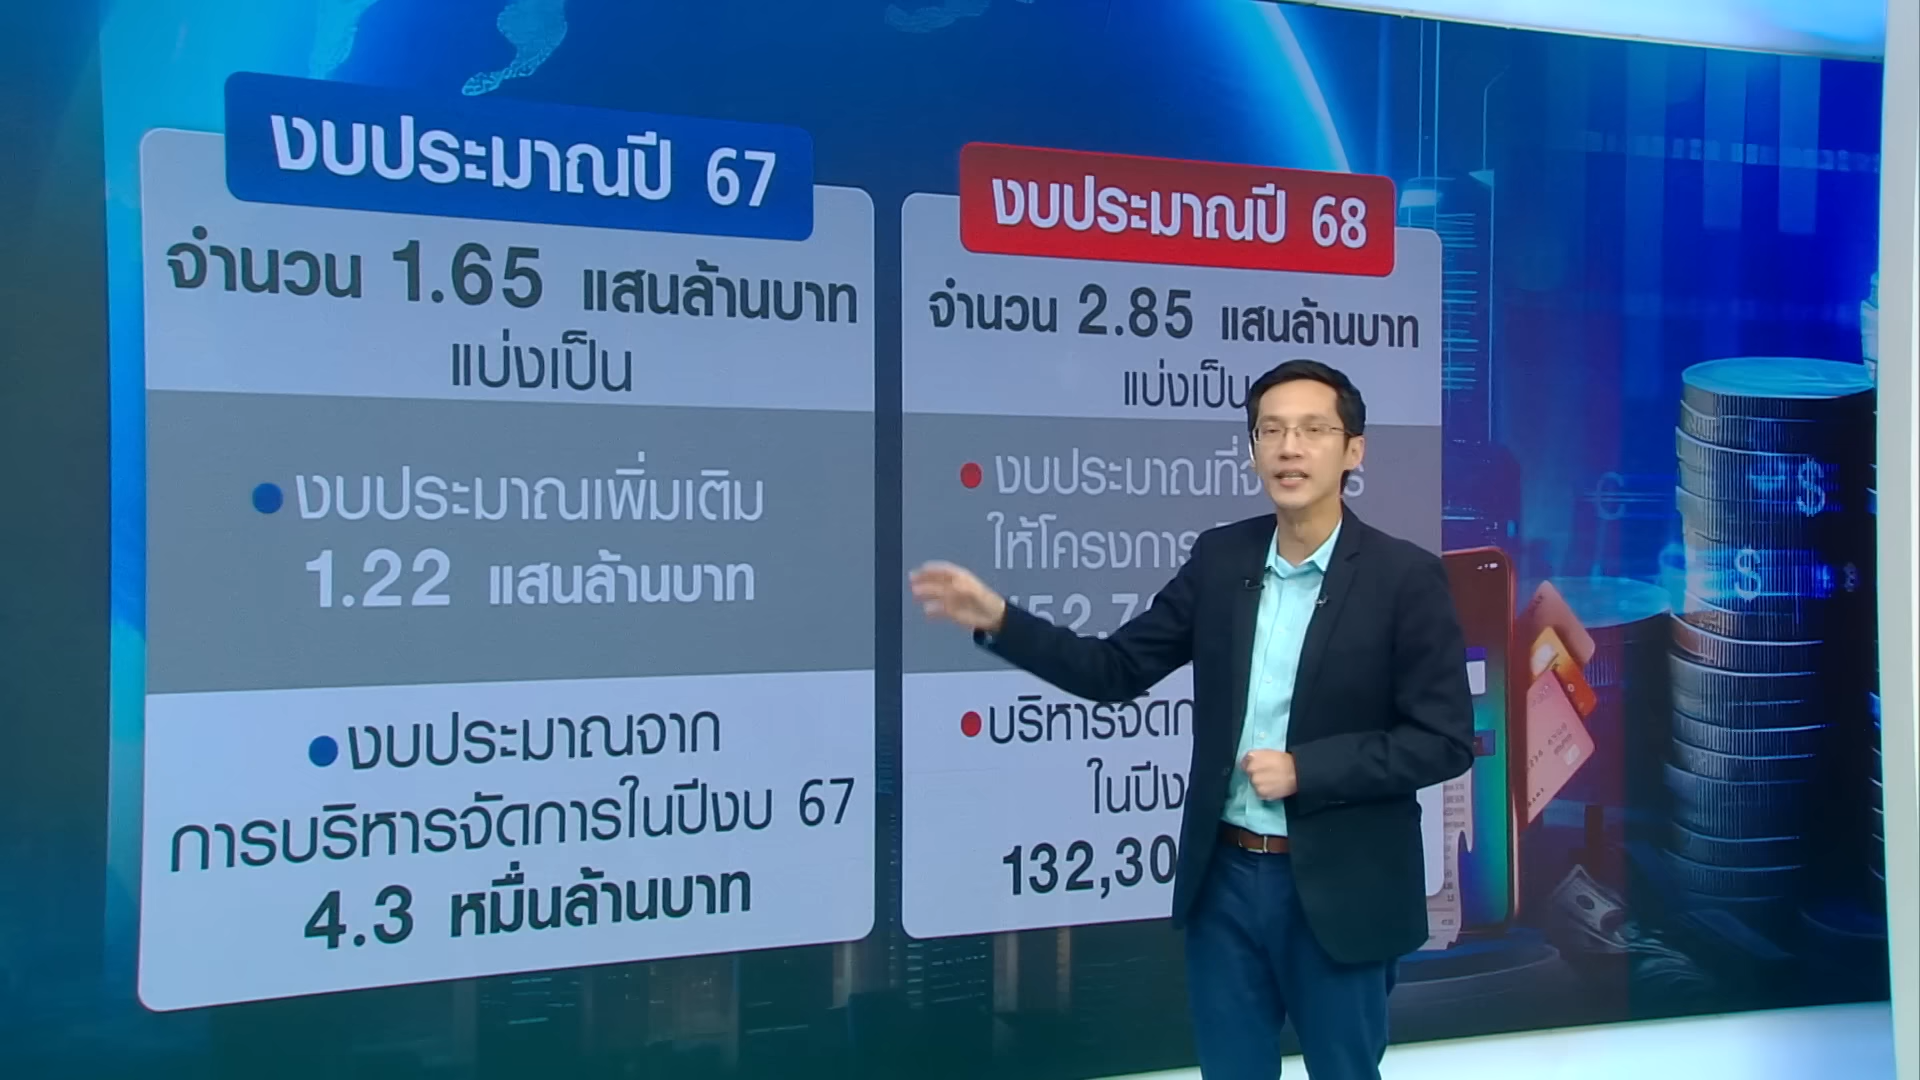 งบประมาณปี 67
จำนวน 1.65 แสนล้านบาท
แบ่งเป็น
งบประมาณเพิ่มเติม
1.22 แสนล้านบาท
งบประมาณจาก
การบริหารจัดการในปีงบ 67
4.3 หมื่นล้านบาท
งบประมาณปี 68
จำนวน 2.85 แสนล้านบาท
แบ่งเป็น
งบประมาณที่
ให้โครงการ
บริหารจัดก
ในปีง
132,30